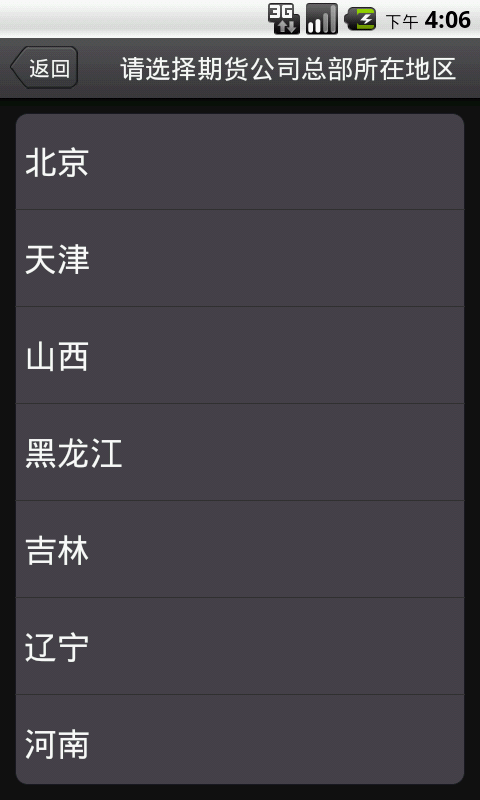 3G 下午 4:06
返回 请选择期货公司总部所在地区
北京
天津
山西
黑龙江
吉林
辽宁
河南